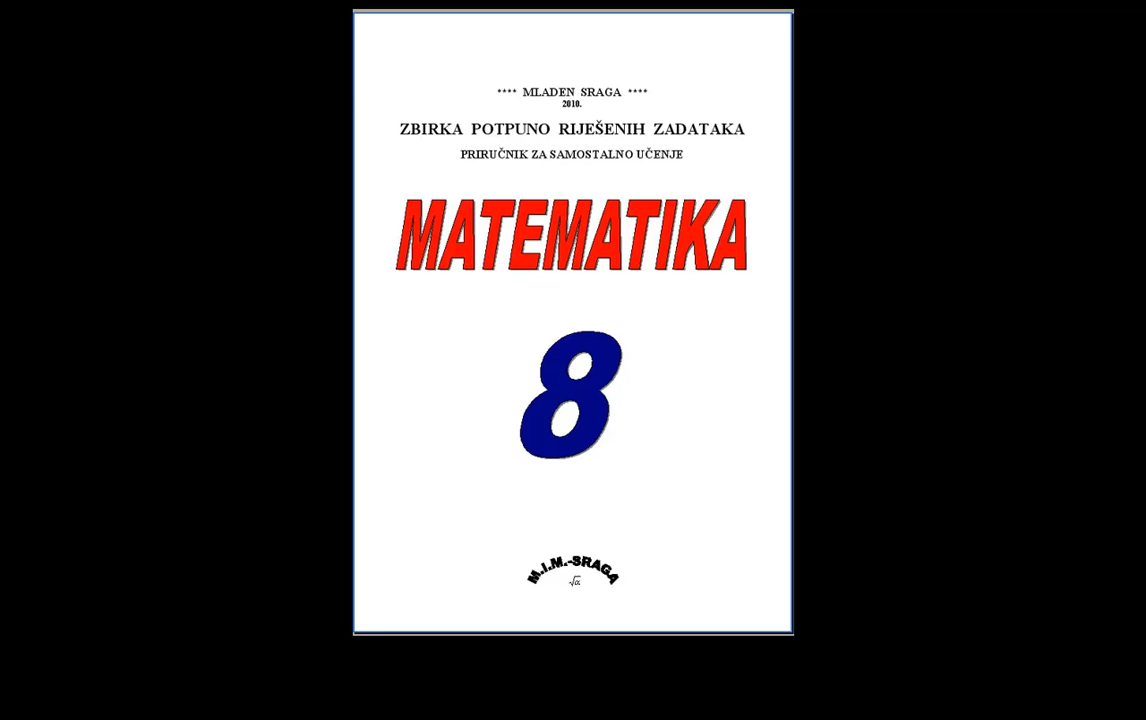 **** MLADEN SRAGA ****
2010.
ZBIRKA POTPUNO RIJEŠENIH ZADATAKA
PRIRUČNIK ZA SAMOSTALNO UČENJE
MATEMATIKA
8
M.I.M.-SRAGA
√α